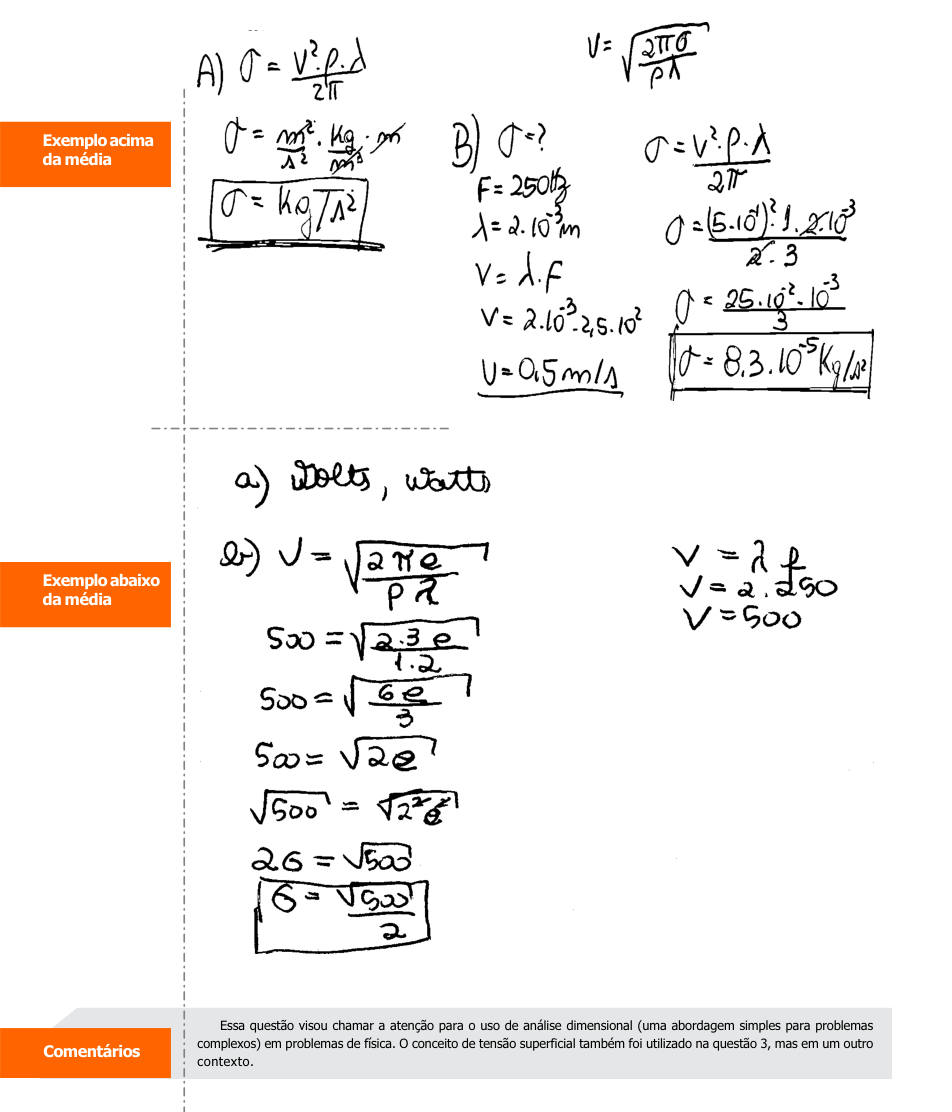 Exemplo acima
da média
A) σ = V².ρ.λ / 2π
σ = m²/s² . Kg/m³ . m
σ = Kg/s²
V = √(2πσ / ρλ)
B) σ = ?
F = 250Hz
λ = 2.10⁻³m
V = λ.F
V = 2.10⁻³.2,5.10²
V = 0,5 m/s
σ = V².ρ.λ / 2π
σ = (5.10⁻¹)².1.2.10⁻³ / 2.3
σ = 25.10⁻².10⁻³ / 3
σ = 8,3.10⁻⁵ Kg/s²
Exemplo abaixo
da média
a) Volts, watts
b) V = √(2πσ / ρλ)
500 = √(2.3σ / 1.2)
500 = √(6σ / 3)
500 = √2σ
√500 = √2²σ²
2σ = √500
σ = √500 / 2
V = λ f
V = 2.250
V = 500
Comentários
Essa questão visou chamar a atenção para o uso de análise dimensional (uma abordagem simples para problemas
complexos) em problemas de física. O conceito de tensão superficial também foi utilizado na questão 3, mas em um outro
contexto.